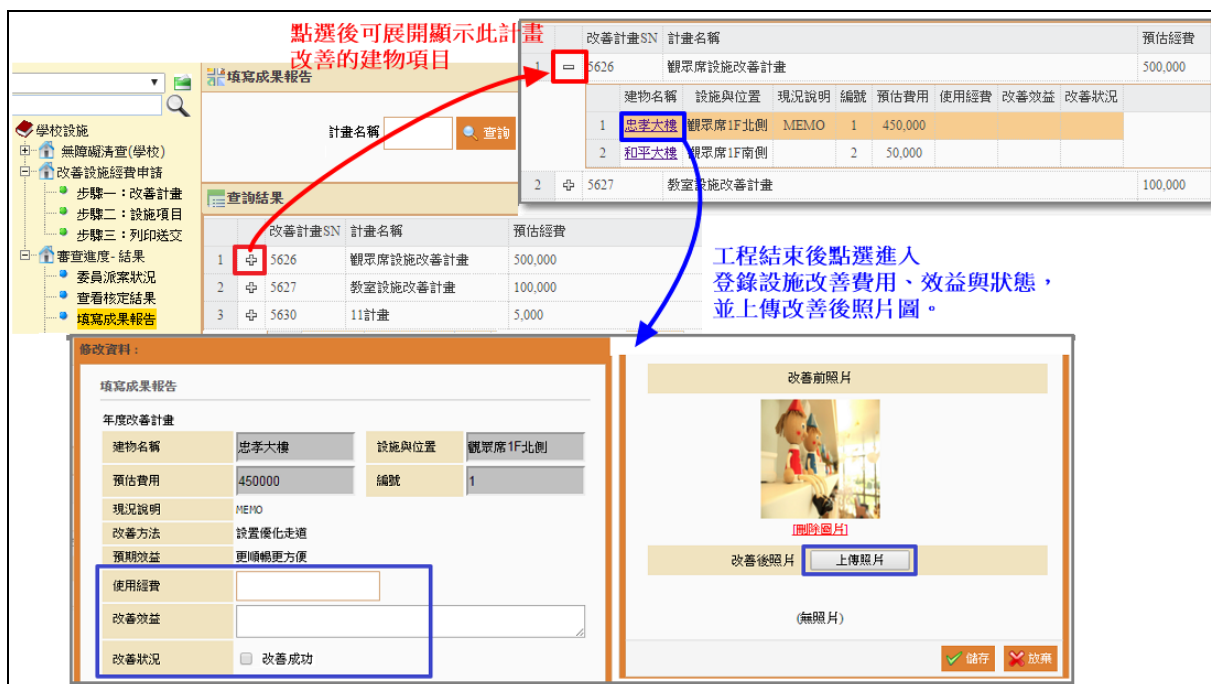 點選後可展開顯示此計畫
改善的建物項目
學校設施
無障礙清查(學校)
改善設施經費申請
步驟一：改善計畫
步驟二：設施項目
步驟三：列印送交
審查進度- 結果
委員派案狀況
查看核定結果
填寫成果報告
填寫成果報告
計畫名稱 查詢
查詢結果
改善計畫SN 計畫名稱 預估經費
1 5626 觀眾席設施改善計畫 500,000
2 5627 教室設施改善計畫 100,000
3 5630 11計畫 5,000
改善計畫SN 計畫名稱 預估經費
1 5626 觀眾席設施改善計畫 500,000
建物名稱 設施與位置 現況說明 編號 預估費用 使用經費 改善效益 改善狀況
1 忠孝大樓 觀眾席1F北側 MEMO 1 450,000
2 和平大樓 觀眾席1F南側 2 50,000
2 5627 教室設施改善計畫 100,000
工程結束後點選進入
登錄設施改善費用、效益與狀態，
並上傳改善後照片圖。
修改資料：
填寫成果報告
年度改善計畫
建物名稱 忠孝大樓 設施與位置 觀眾席1F北側
預估費用 450000 編號 1
現況說明 MEMO
改善方法 設置優化走道
預期效益 更順暢更方便
使用經費
改善效益
改善狀況 改善成功
改善前照片
[刪除圖片]
改善後照片 上傳照片
(無照片)
儲存 放棄